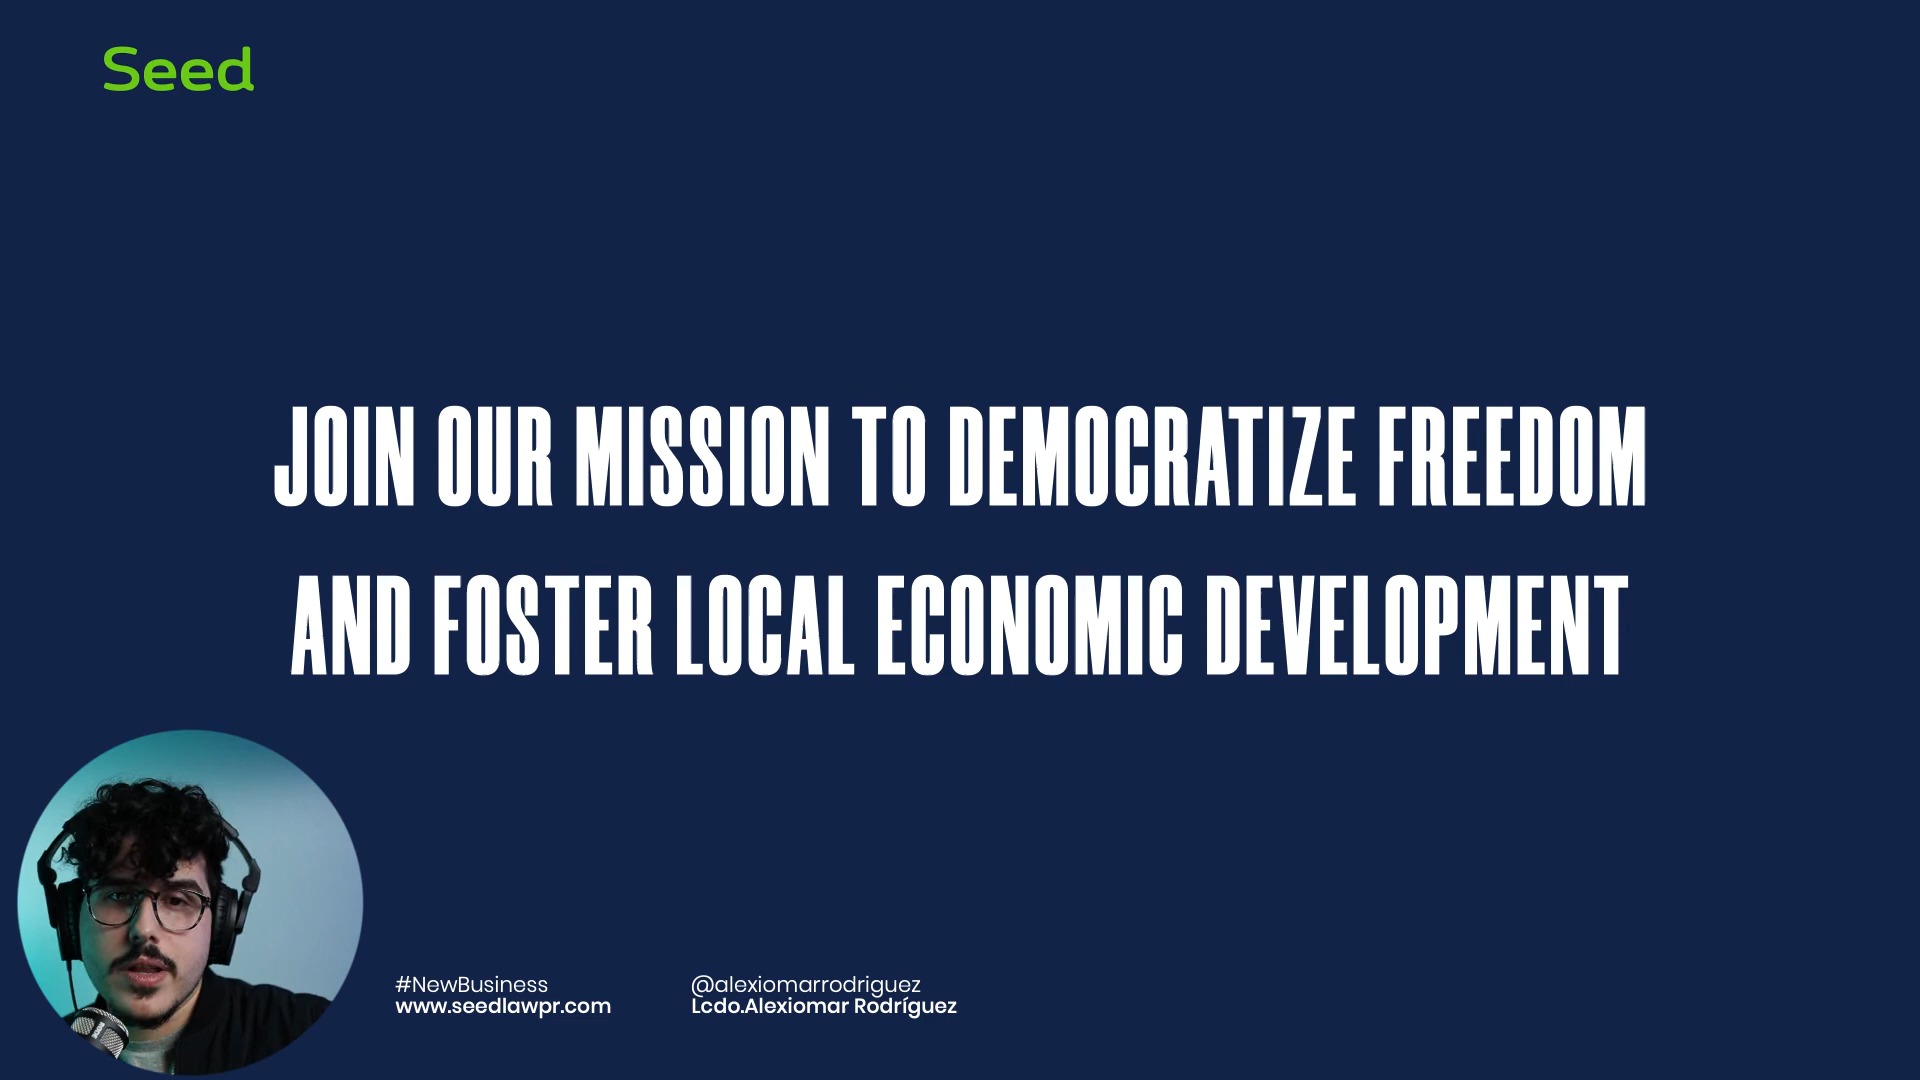 Seed
JOIN OUR MISSION TO DEMOCRATIZE FREEDOM
AND FOSTER LOCAL ECONOMIC DEVELOPMENT
#NewBusiness
www.seedlawpr.com
@alexiomarrodriguez
Lcdo.Alexiomar Rodríguez